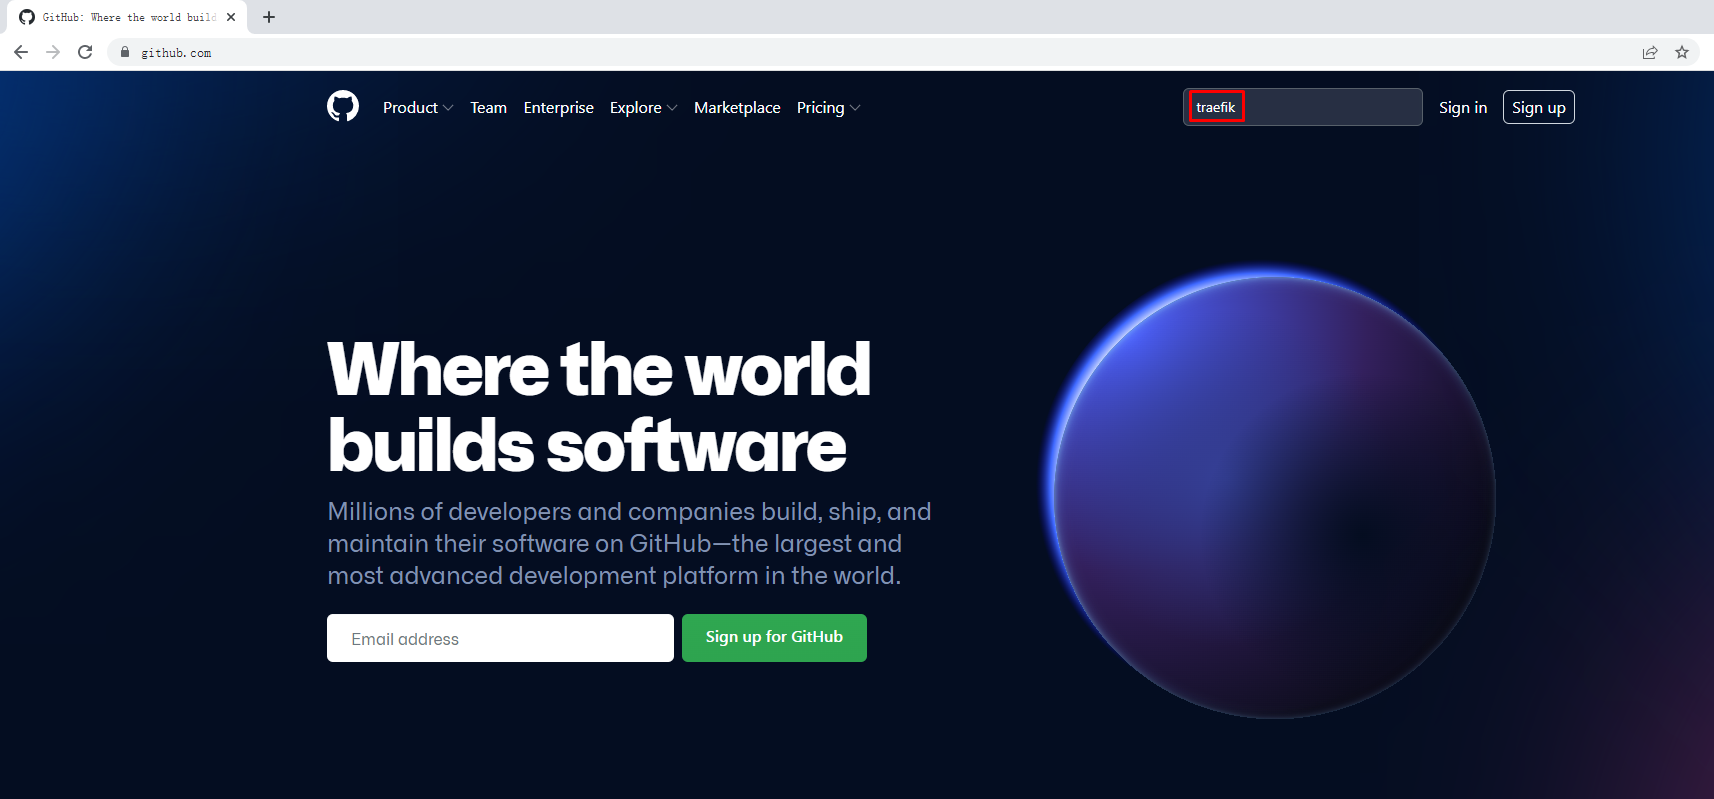 GitHub: Where the world build
github.com
Product Team Enterprise Explore Marketplace Pricing traefik Sign in Sign up
Where the world
builds software
Millions of developers and companies build, ship, and
maintain their software on GitHub—the largest and
most advanced development platform in the world.
Email address Sign up for GitHub